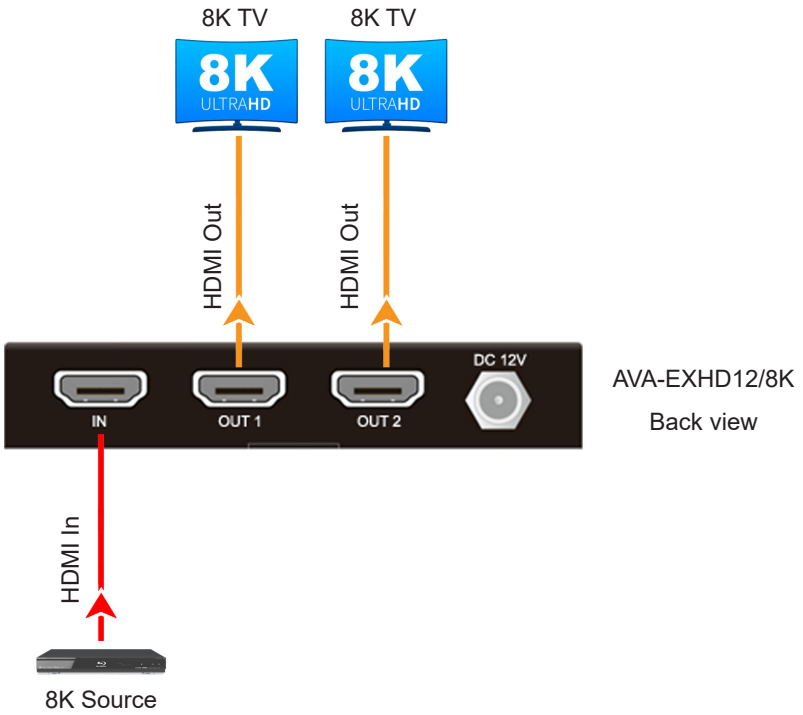 8K TV
8K TV
8K
ULTRAHD
8K
ULTRAHD
HDMI Out
HDMI Out
DC 12V
IN
OUT 1
OUT 2
AVA-EXHD12/8K
Back view
HDMI In
8K Source